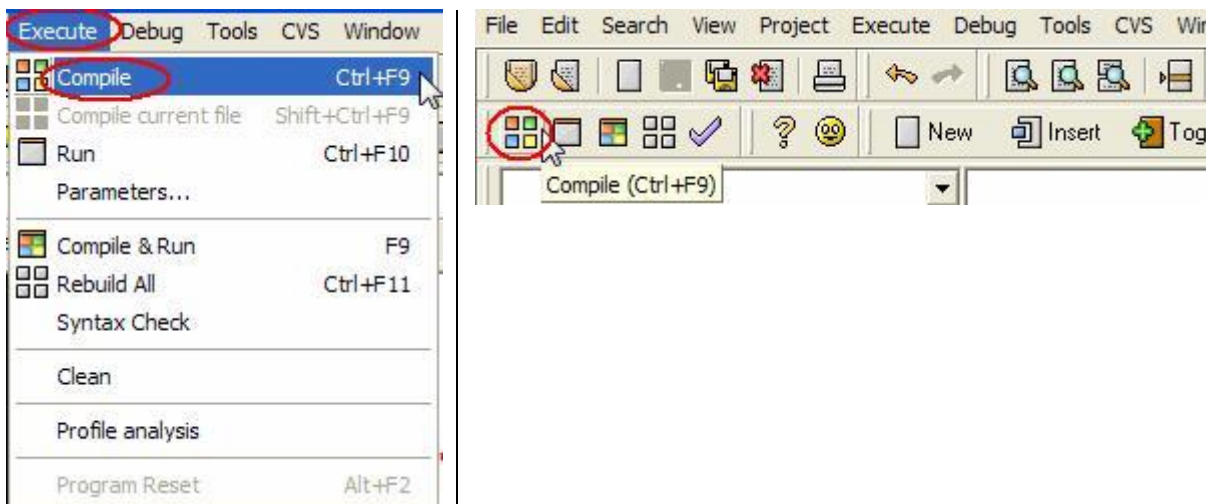 Execute Debug Tools CVS Window
Compile Ctrl+F9
Compile current file Shift+Ctrl+F9
Run Ctrl+F10
Parameters...
Compile & Run F9
Rebuild All Ctrl+F11
Syntax Check
Clean
Profile analysis
Program Reset Alt+F2
File Edit Search View Project Execute Debug Tools CVS Wi
New Insert Tog
Compile (Ctrl+F9)